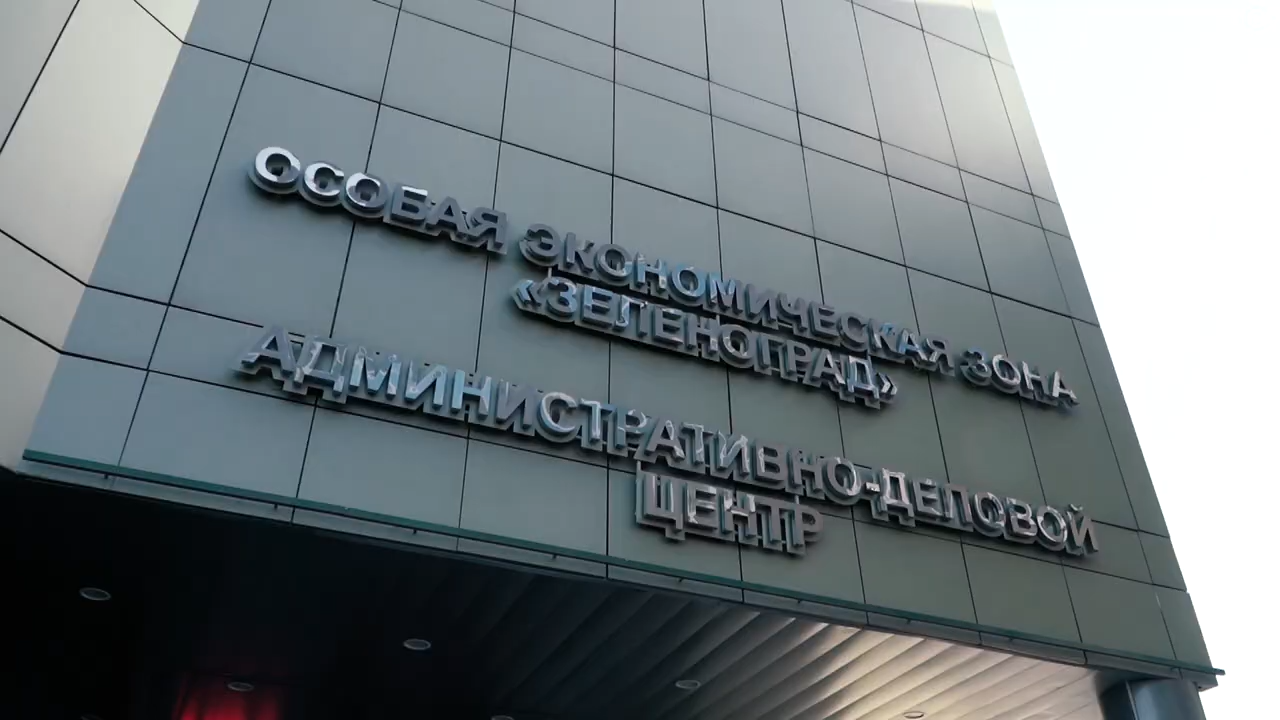 ОСОБАЯ ЭКОНОМИЧЕСКАЯ ЗОНА
«ЗЕЛЕНОГРАД»
АДМИНИСТРАТИВНО-ДЕЛОВОЙ
ЦЕНТР